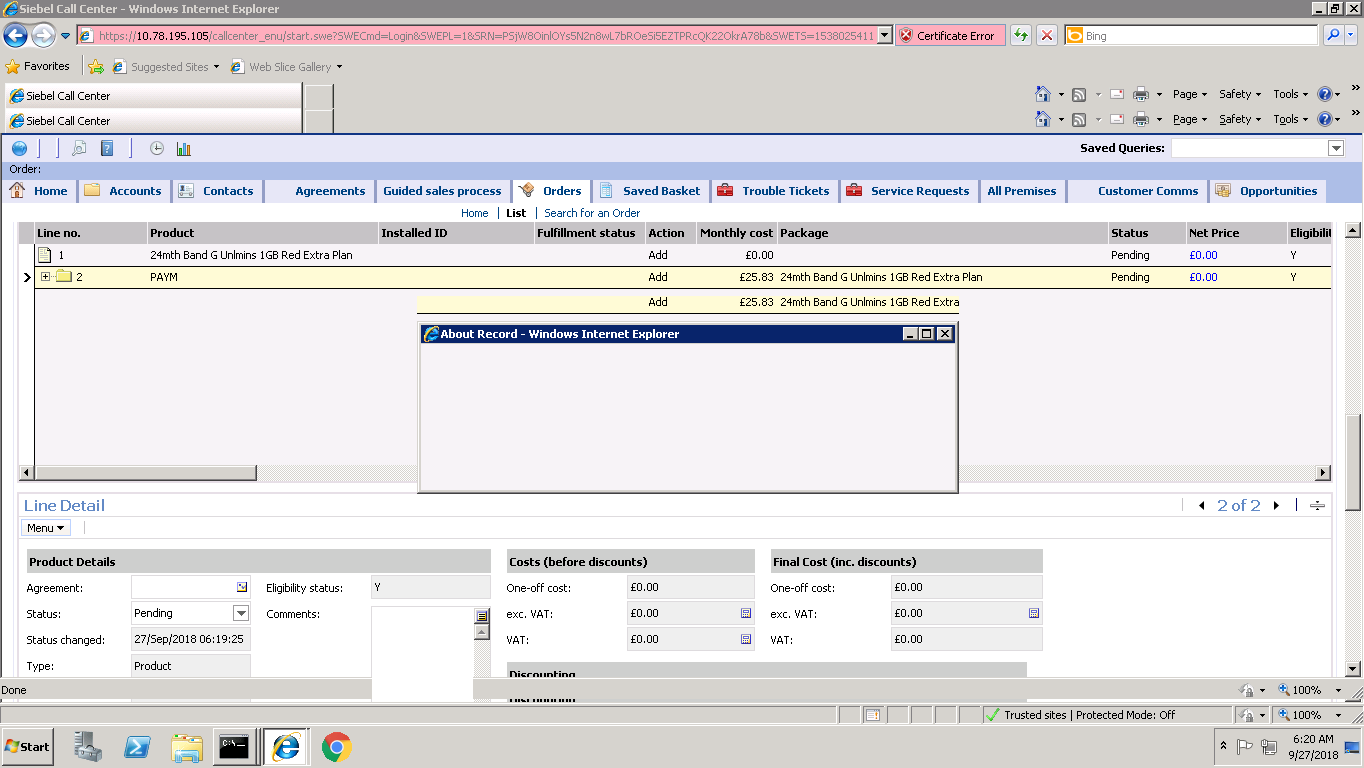 Siebel Call Center - Windows Internet Explorer
https://10.78.195.105/callcenter_enu/start.swe?SWECmd=Login&SWEPL=1&SRN=P5jW8OinlOYs5N2n8wL7bROeSi5EZTPRcQK22OkrA78b&SWETS=1538025411 Certificate Error Bing
Favorites Suggested Sites Web Slice Gallery
Siebel Call Center Page Safety Tools
Siebel Call Center Page Safety Tools
Saved Queries:
Order:
Home Accounts Contacts Agreements Guided sales process Orders Saved Basket Trouble Tickets Service Requests All Premises Customer Comms Opportunities
Home List Search for an Order
Line no. Product Installed ID Fulfillment status Action Monthly cost Package Status Net Price
1 24mth Band G Unlmins 1GB Red Extra Plan Add £0.00 Pending £0.00 Y
2 PAYM Add £25.83 24mth Band G Unlmins 1GB Red Extra Plan Pending £0.00 Y
Add £25.83 24mth Band G Unlmins 1GB Red Extra
About Record - Windows Internet Explorer
Line Detail 2 of 2
Menu
Product Details Costs (before discounts) Final Cost (inc. discounts)
Agreement: Eligibility status: Y One-off cost: £0.00 One-off cost: £0.00
Status: Pending Comments: exc. VAT: £0.00 exc. VAT: £0.00
Status changed: 27/Sep/2018 06:19:25 VAT: £0.00 VAT: £0.00
Type: Product
Discounting
Done 100%
Trusted sites | Protected Mode: Off 100%
Start C:\ 6:20 AM
9/27/2018